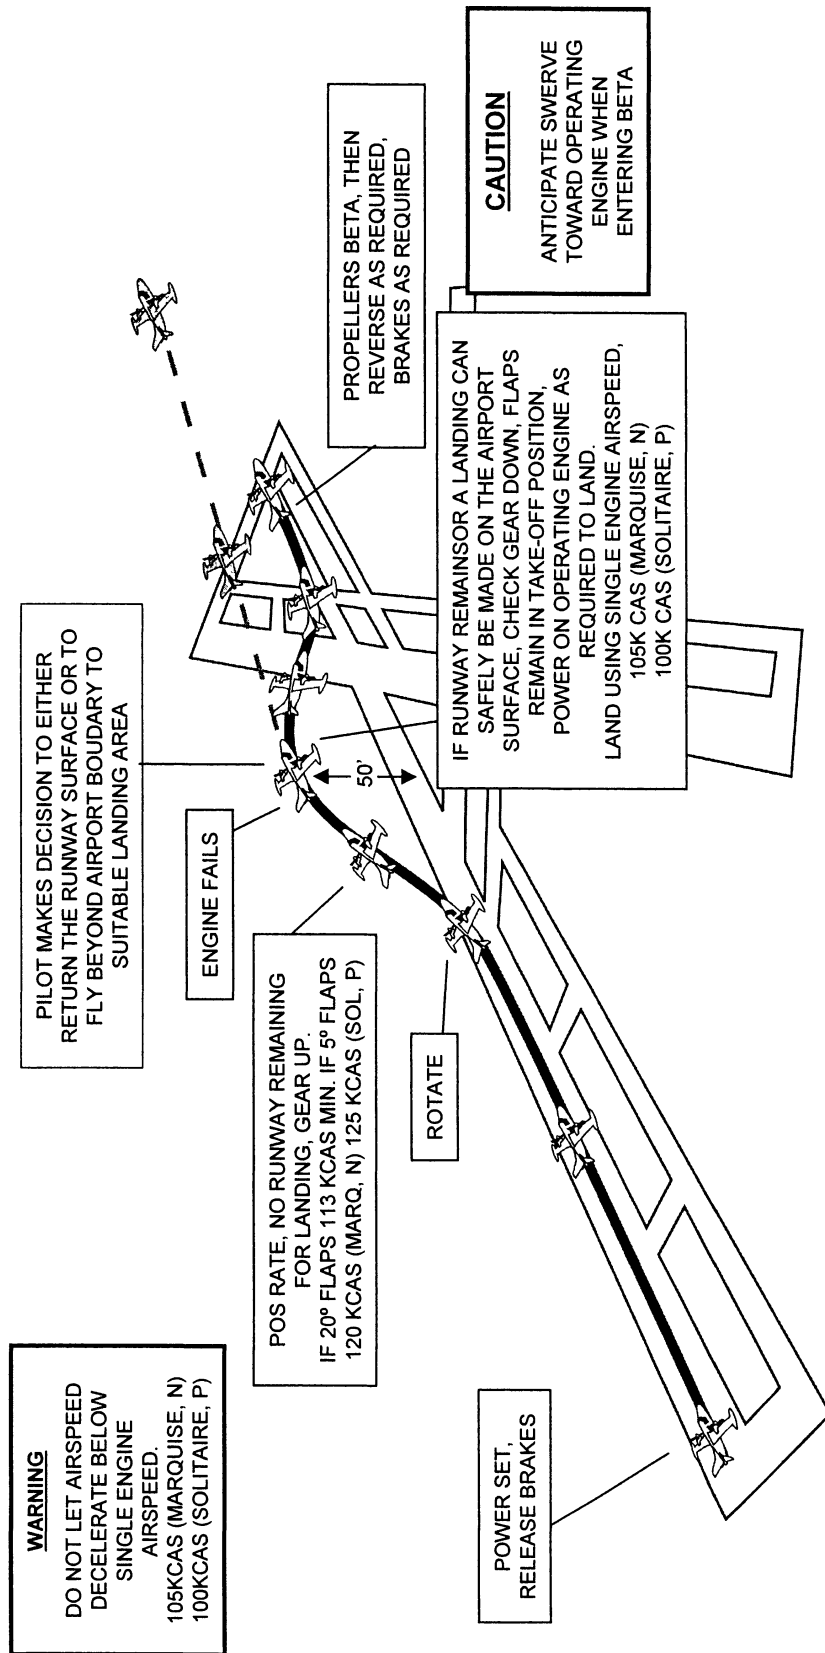 WARNING
DO NOT LET AIRSPEED
DECELERATE BELOW
SINGLE ENGINE
AIRSPEED.
105KCAS (MARQUISE, N)
100KCAS (SOLITAIRE, P)
POWER SET,
RELEASE BRAKES
ROTATE
POS RATE, NO RUNWAY REMAINING
FOR LANDING, GEAR UP.
IF 20º FLAPS 113 KCAS MIN. IF 5º FLAPS
120 KCAS (MARQ, N) 125 KCAS (SOL, P)
ENGINE FAILS
PILOT MAKES DECISION TO EITHER
RETURN THE RUNWAY SURFACE OR TO
FLY BEYOND AIRPORT BOUDARY TO
SUITABLE LANDING AREA
50'
IF RUNWAY REMAINSOR A LANDING CAN
SAFELY BE MADE ON THE AIRPORT
SURFACE, CHECK GEAR DOWN, FLAPS
REMAIN IN TAKE-OFF POSITION,
POWER ON OPERATING ENGINE AS
REQUIRED TO LAND.
LAND USING SINGLE ENGINE AIRSPEED,
105K CAS (MARQUISE, N)
100K CAS (SOLITAIRE, P)
PROPELLERS BETA, THEN
REVERSE AS REQUIRED,
BRAKES AS REQUIRED
CAUTION
ANTICIPATE SWERVE
TOWARD OPERATING
ENGINE WHEN
ENTERING BETA